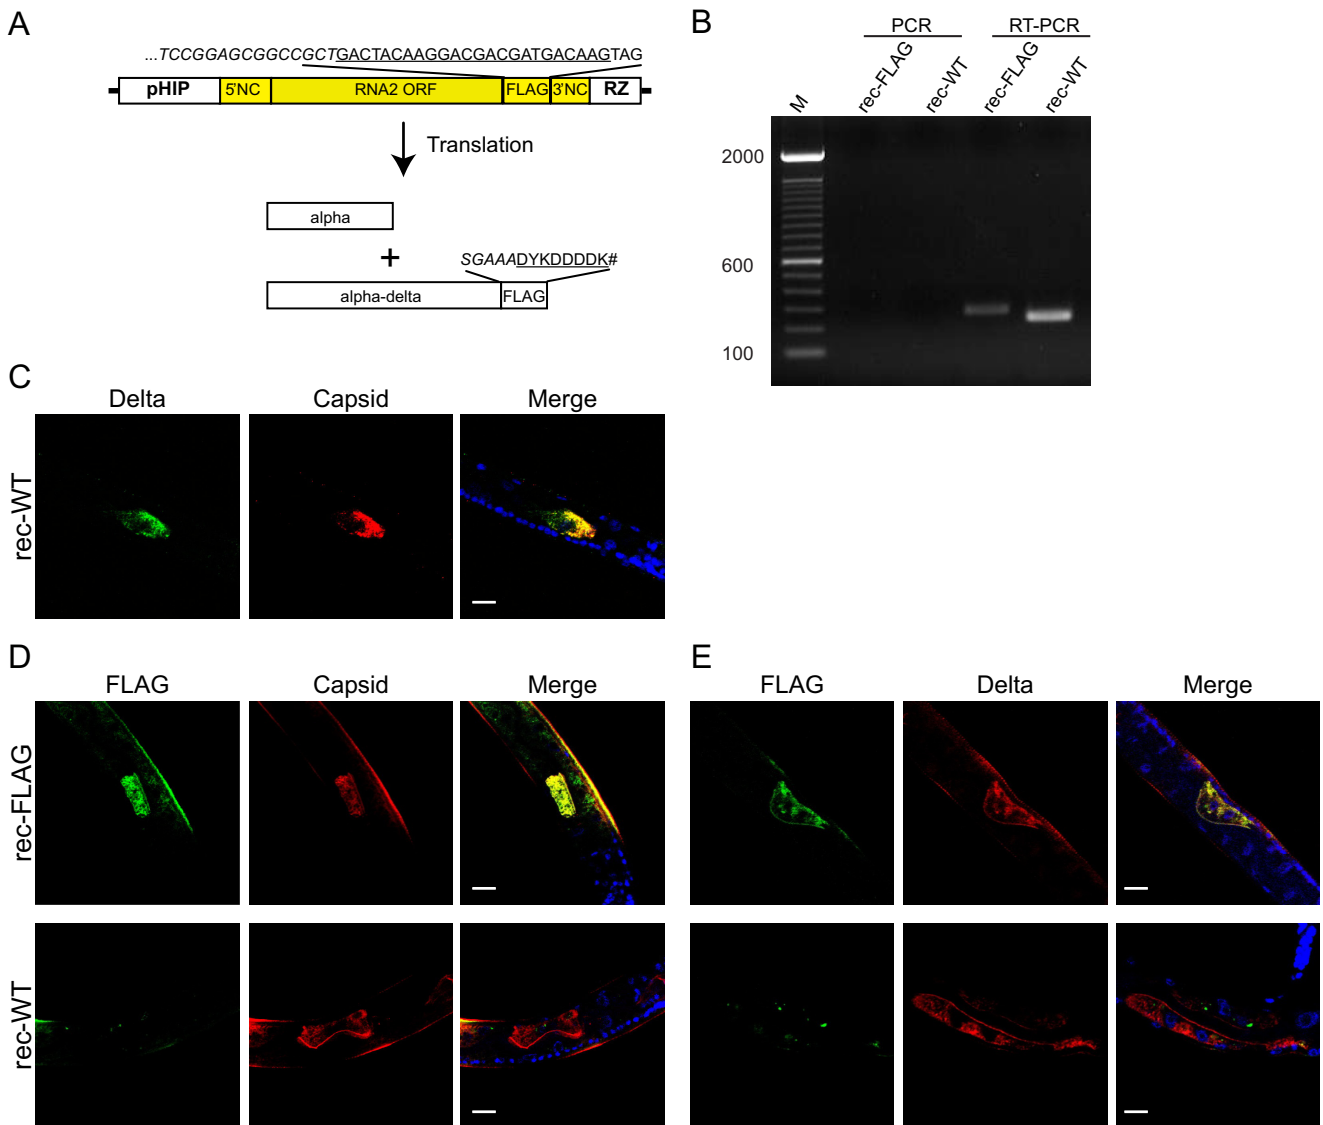 A
...TCCGGAGCGGCCGCTGACTACAAGGACGACGATGACAAGTAG
pHIP 5'NC RNA2 ORF FLAG 3'NC RZ
Translation
alpha
+
SGAAADYKDDDDK#
alpha-delta FLAG
B
PCR RT-PCR
M rec-FLAG rec-WT rec-FLAG rec-WT
2000
600
100
C
Delta Capsid Merge
rec-WT
D
FLAG Capsid Merge
rec-FLAG
rec-WT
E
FLAG Delta Merge